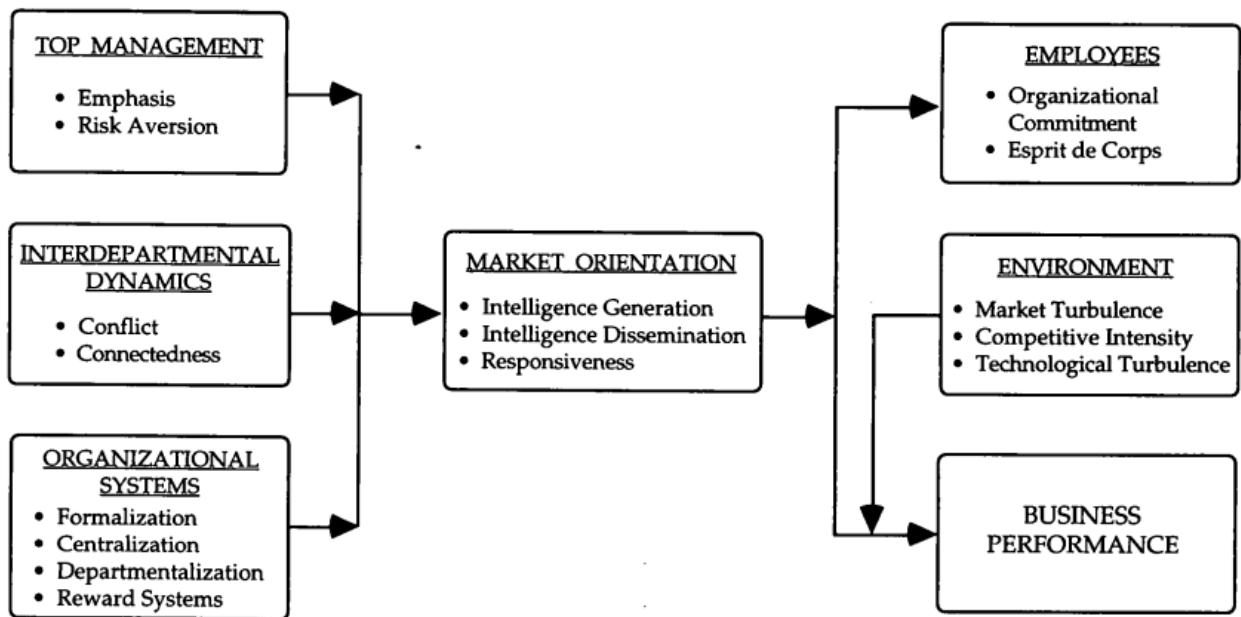 TOP MANAGEMENT
• Emphasis
• Risk Aversion
INTERDEPARTMENTAL
DYNAMICS
• Conflict
• Connectedness
ORGANIZATIONAL
SYSTEMS
• Formalization
• Centralization
• Departmentalization
• Reward Systems
MARKET ORIENTATION
• Intelligence Generation
• Intelligence Dissemination
• Responsiveness
EMPLOYEES
• Organizational
Commitment
• Esprit de Corps
ENVIRONMENT
• Market Turbulence
• Competitive Intensity
• Technological Turbulence
BUSINESS
PERFORMANCE